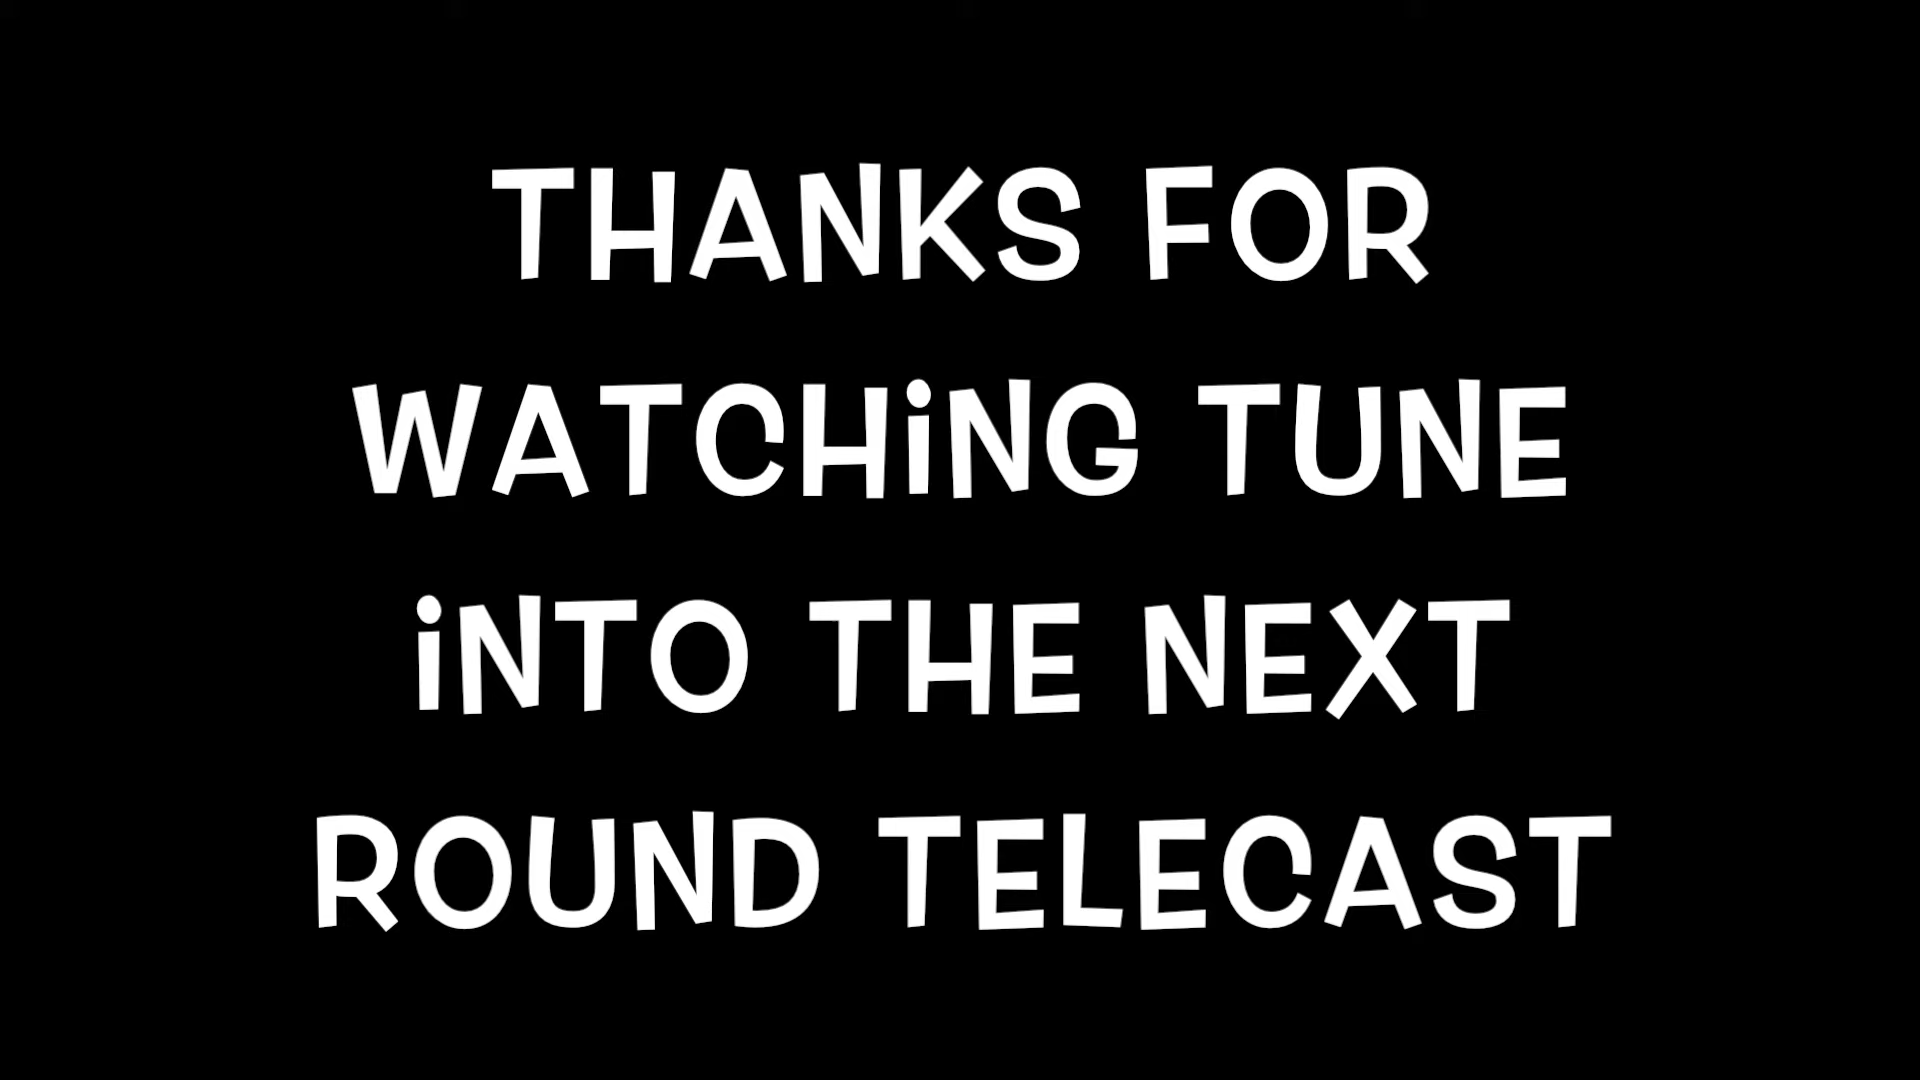 THANKS FOR
WATCHiNG TUNE
iNTO THE NEXT
ROUND TELECAST